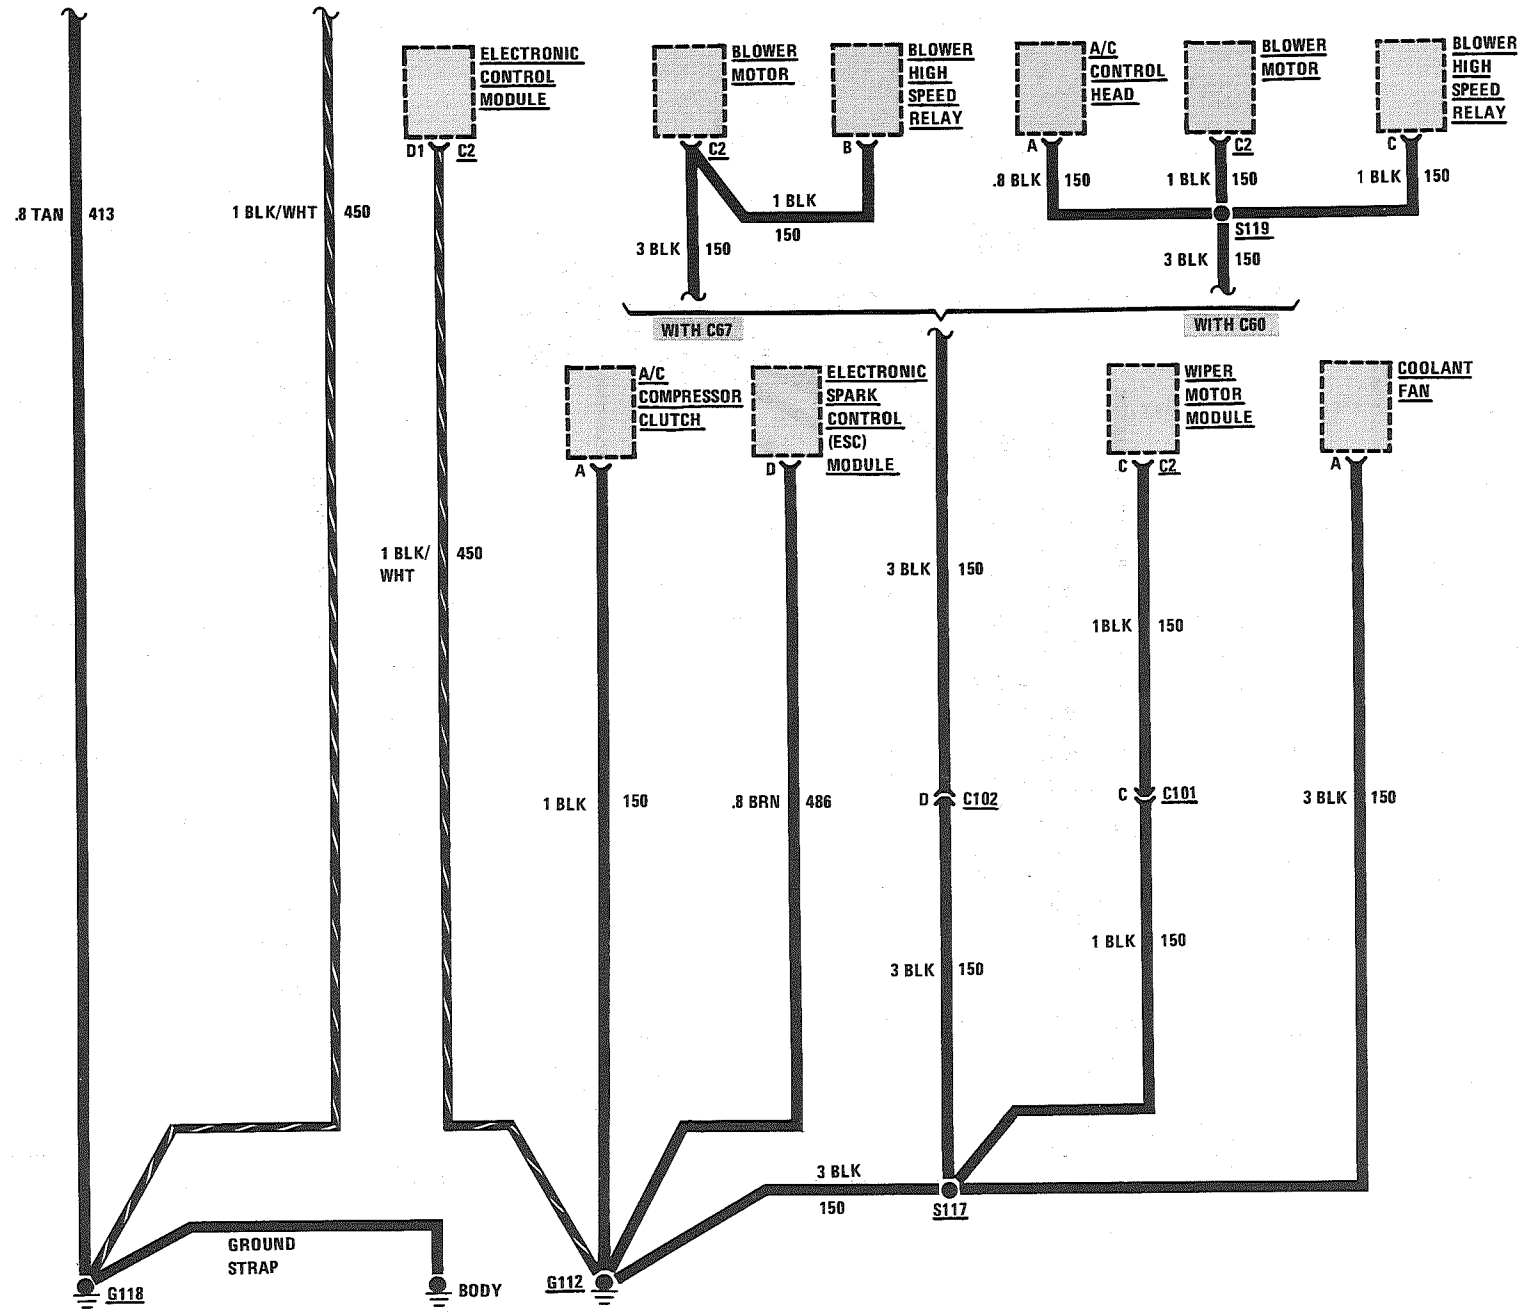 ELECTRONIC
CONTROL
MODULE
D1 C2
BLOWER
MOTOR
C2
BLOWER
HIGH
SPEED
RELAY
B
A/C
CONTROL
HEAD
A
BLOWER
MOTOR
C2
BLOWER
HIGH
SPEED
RELAY
C
.8 TAN 413
1 BLK/WHT 450
3 BLK 150
1 BLK
150
.8 BLK 150
1 BLK 150
1 BLK 150
S119
3 BLK 150
WITH C67
WITH C60
A/C
COMPRESSOR
CLUTCH
A
ELECTRONIC
SPARK
CONTROL
(ESC)
MODULE
D
WIPER
MOTOR
MODULE
C C2
COOLANT
FAN
A
1 BLK/
WHT
450
3 BLK 150
1BLK 150
1 BLK 150
.8 BRN 486
D C102
C C101
3 BLK 150
3 BLK 150
1 BLK 150
3 BLK
150
S117
GROUND
STRAP
G118
BODY
G112